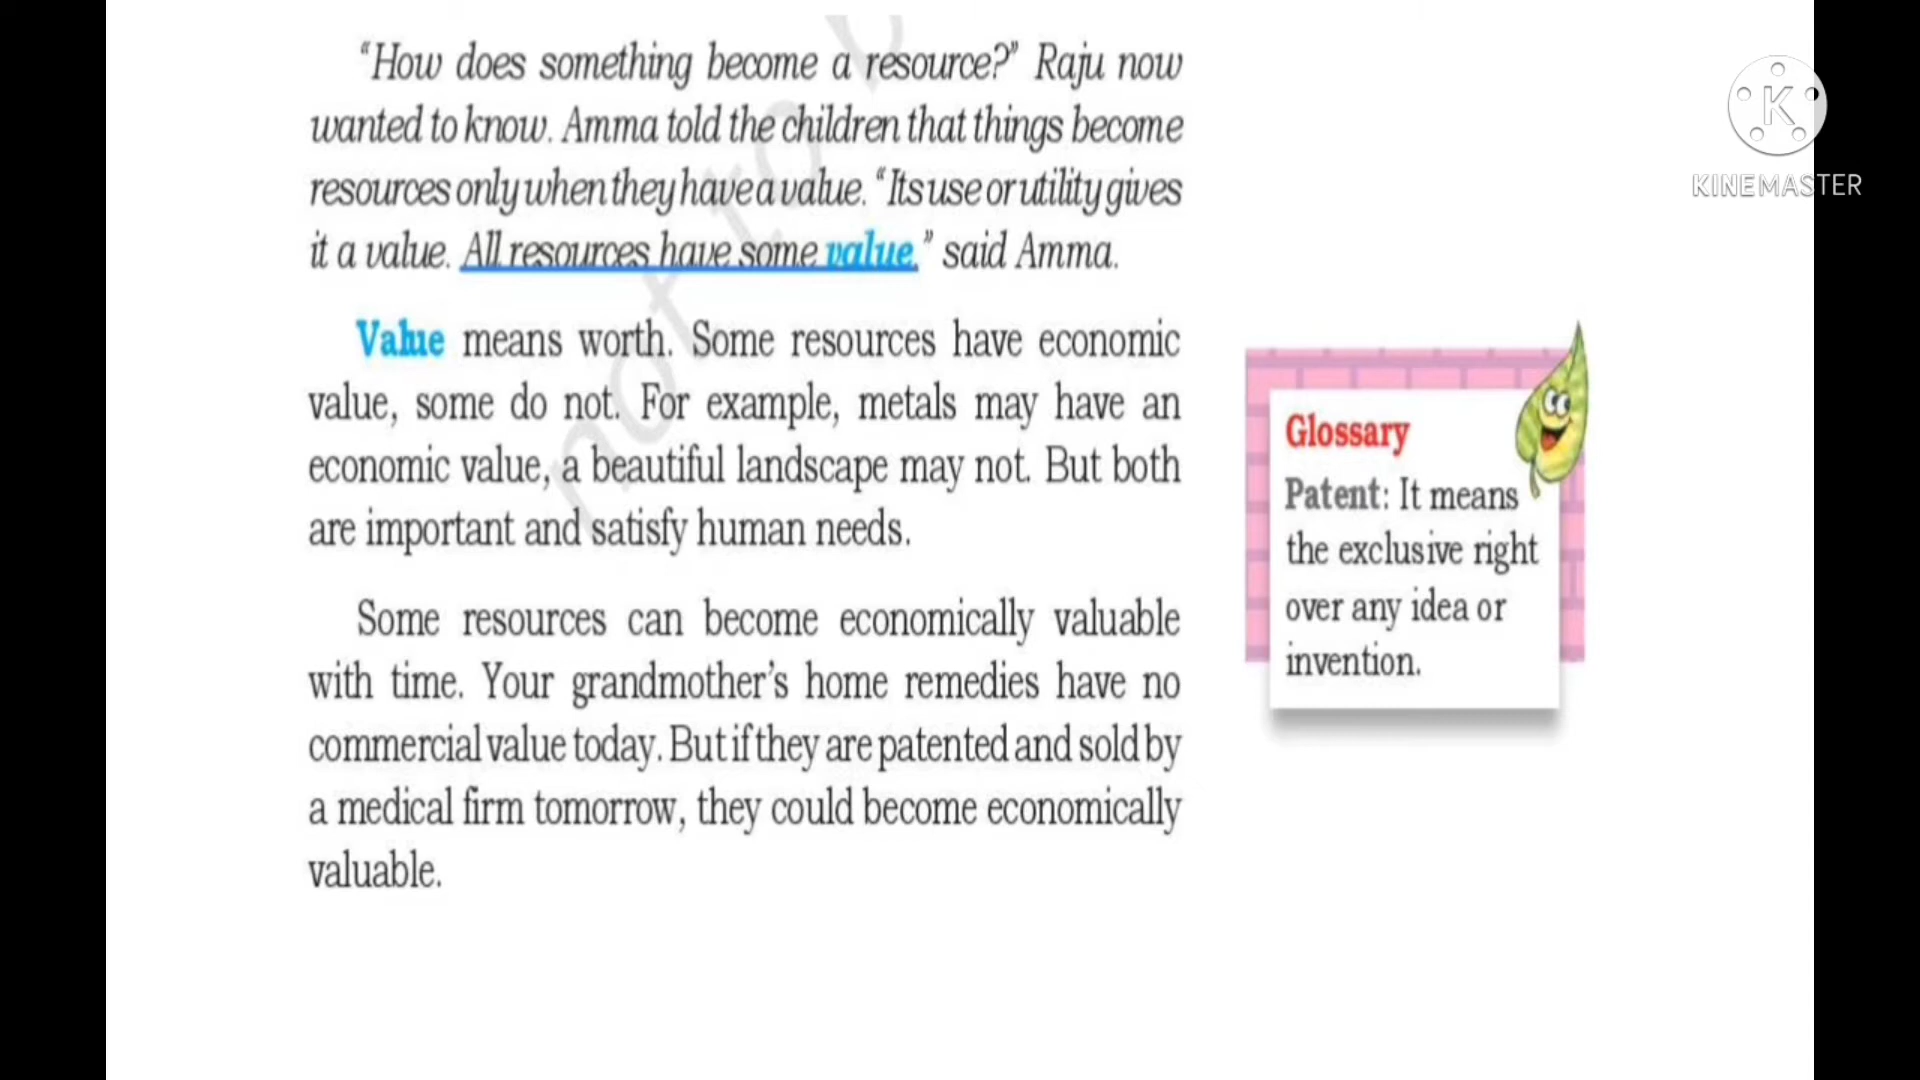 “How does something become a resource?” Raju now
wanted to know. Amma told the children that things become
resources only when they have a value. “Its use or utility gives
it a value. All resources have some value.” said Amma.
Value means worth. Some resources have economic
value, some do not. For example, metals may have an
economic value, a beautiful landscape may not. But both
are important and satisfy human needs.
Some resources can become economically valuable
with time. Your grandmother’s home remedies have no
commercial value today. But if they are patented and sold by
a medical firm tomorrow, they could become economically
valuable.
Glossary
Patent: It means
the exclusive right
over any idea or
invention.
K
KINEMASTER
not to b